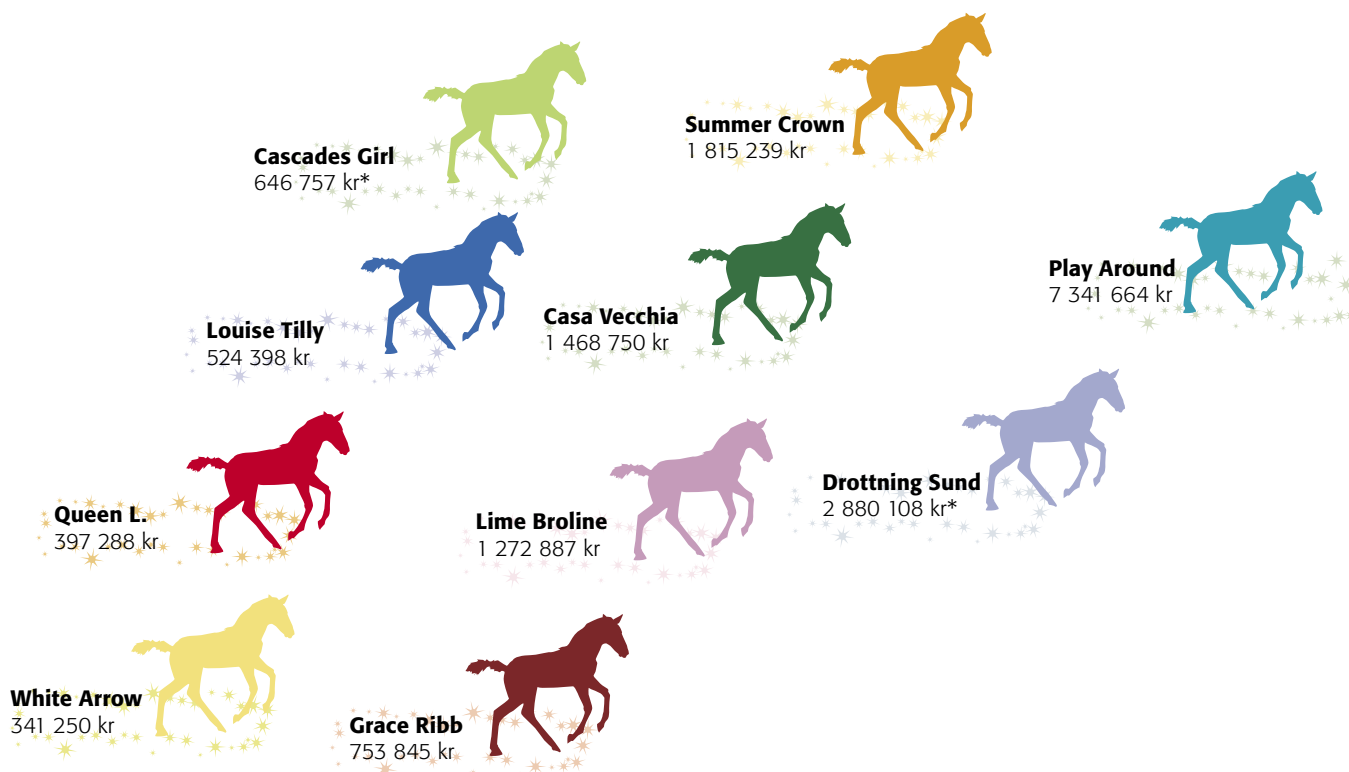 Summer Crown
1 815 239 kr
Cascades Girl
646 757 kr*
Play Around
7 341 664 kr
Casa Vecchia
1 468 750 kr
Louise Tilly
524 398 kr
Drottning Sund
2 880 108 kr*
Queen L.
397 288 kr
Lime Broline
1 272 887 kr
White Arrow
341 250 kr
Grace Ribb
753 845 kr